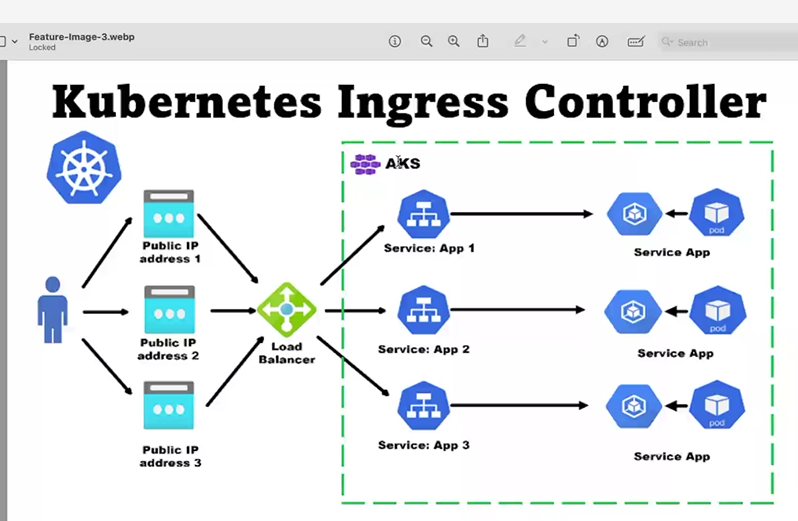 Feature-Image-3.webp
Locked
Search
Kubernetes Ingress Controller
AKS
Public IP
address 1
Public IP
address 2
Public IP
address 3
Load
Balancer
Service: App 1
Service: App 2
Service: App 3
pod
Service App
pod
Service App
pod
Service App